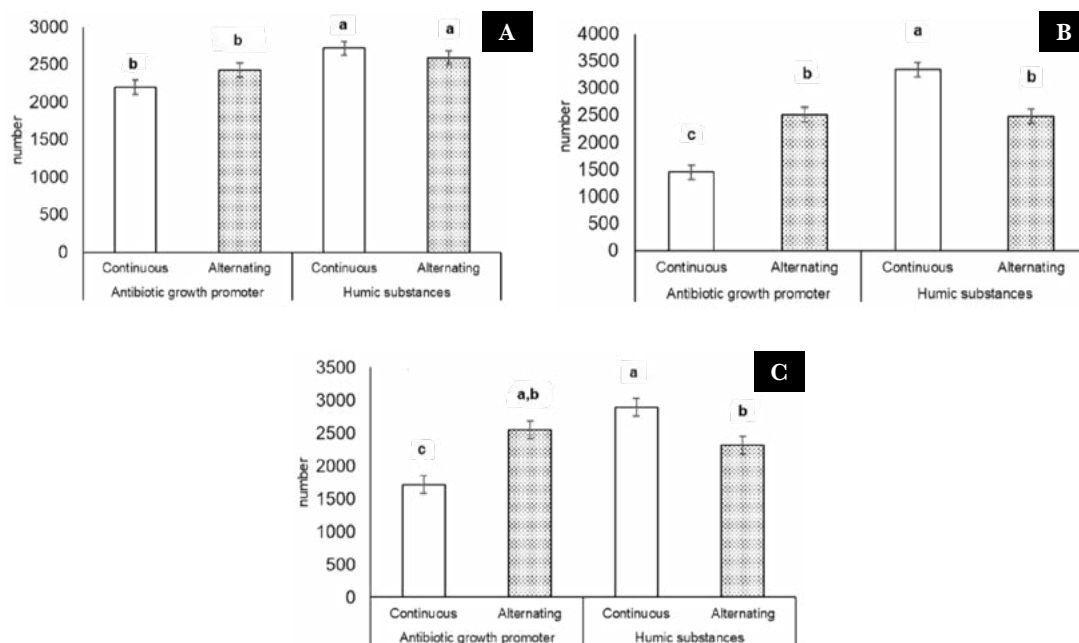 A
number
3000
2500
2000
1500
1000
500
0
b
b
a
a
Continuous Alternating Continuous Alternating
Antibiotic growth promoter Humic substances
B
number
4000
3500
3000
2500
2000
1500
1000
500
0
c
b
a
b
Continuous Alternating Continuous Alternating
Antibiotic growth promoter Humic substances
C
number
3500
3000
2500
2000
1500
1000
500
0
c
a,b
a
b
Continuous Alternating Continuous Alternating
Antibiotic growth promoter Humic substances